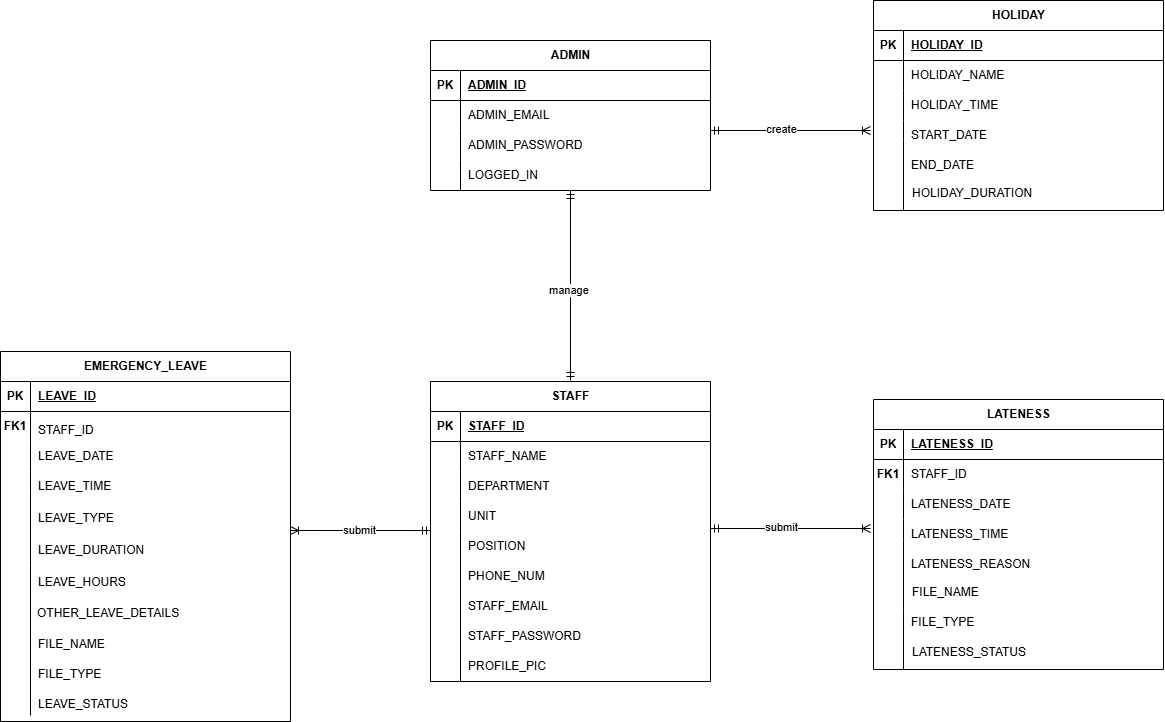 HOLIDAY
PK HOLIDAY_ID
HOLIDAY_NAME
HOLIDAY_TIME
START_DATE
END_DATE
HOLIDAY_DURATION
ADMIN
PK ADMIN_ID
ADMIN_EMAIL
ADMIN_PASSWORD
LOGGED_IN
create
manage
EMERGENCY_LEAVE
PK LEAVE_ID
FK1 STAFF_ID
LEAVE_DATE
LEAVE_TIME
LEAVE_TYPE
LEAVE_DURATION
LEAVE_HOURS
OTHER_LEAVE_DETAILS
FILE_NAME
FILE_TYPE
LEAVE_STATUS
submit
STAFF
PK STAFF_ID
STAFF_NAME
DEPARTMENT
UNIT
POSITION
PHONE_NUM
STAFF_EMAIL
STAFF_PASSWORD
PROFILE_PIC
submit
LATENESS
PK LATENESS_ID
FK1 STAFF_ID
LATENESS_DATE
LATENESS_TIME
LATENESS_REASON
FILE_NAME
FILE_TYPE
LATENESS_STATUS